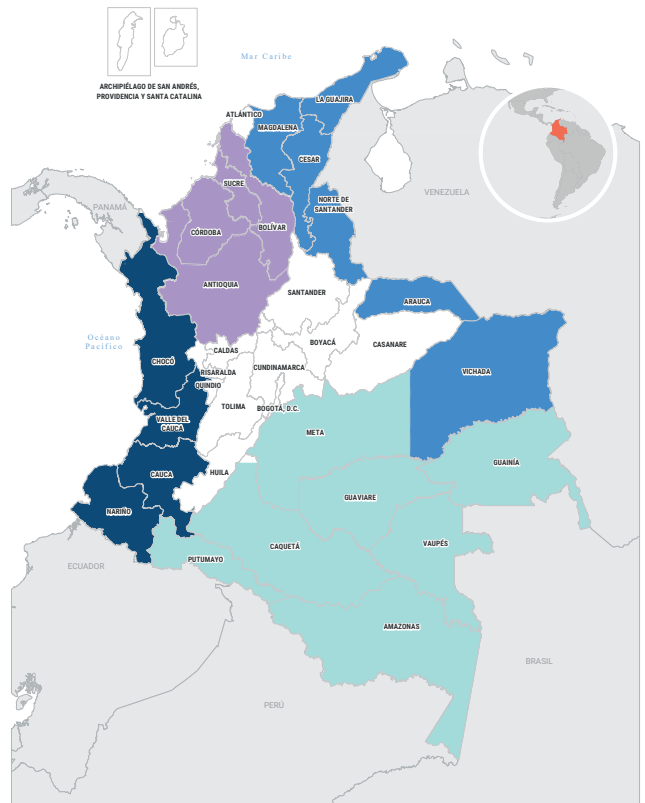 Mar Caribe
ARCHIPIÉLAGO DE SAN ANDRÉS,
PROVIDENCIA Y SANTA CATALINA
LA GUAJIRA
ATLÁNTICO
MAGDALENA
CESAR
SUCRE
VENEZUELA
NORTE DE
SANTANDER
PANAMÁ
BOLÍVAR
CÓRDOBA
ANTIOQUIA
SANTANDER
ARAUCA
Océano
Pacífico
BOYACÁ
CASANARE
CALDAS
CHOCÓ
CUNDINAMARCA
RISARALDA
VICHADA
QUINDIO
TOLIMA
BOGOTÁ, D.C.
VALLE DEL
CAUCA
META
GUAINÍA
HUILA
CAUCA
GUAVIARE
NARIÑO
VAUPÉS
CAQUETÁ
PUTUMAYO
ECUADOR
AMAZONAS
BRASIL
PERÚ